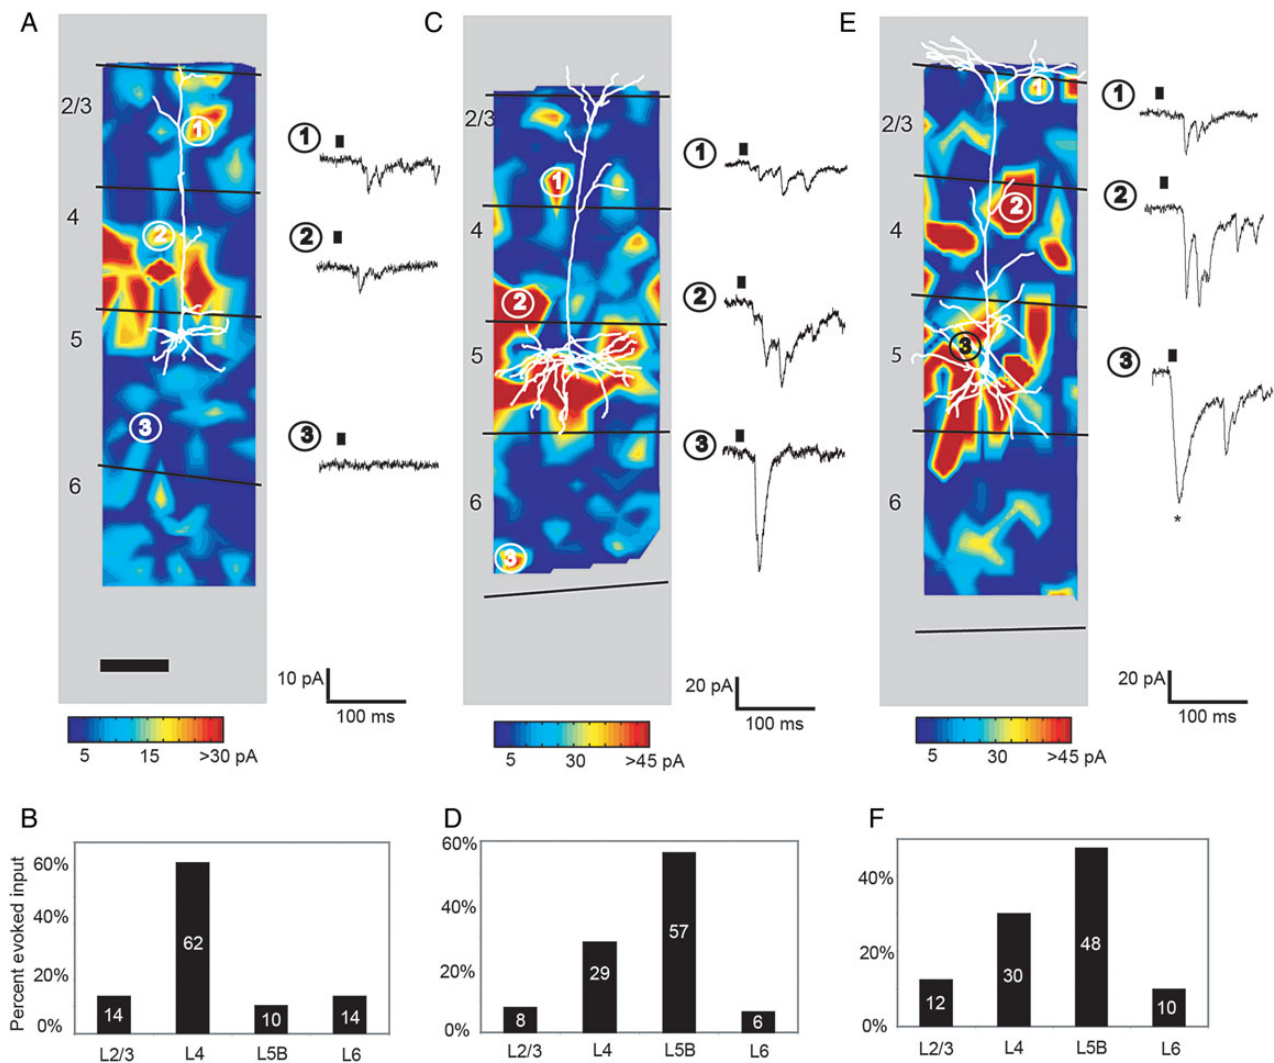 A
2/3
4
5
6
1
2
3
1
2
3
10 pA
100 ms
5 15 >30 pA
C
2/3
4
5
6
1
2
3
1
2
3
20 pA
100 ms
5 30 >45 pA
E
2/3
4
5
6
1
2
3
1
2
3
*
20 pA
100 ms
5 30 >45 pA
B
Percent evoked input
60%
40%
20%
0%
14 62 10 14
L2/3 L4 L5B L6
D
60%
40%
20%
0%
8 29 57 6
L2/3 L4 L5B L6
F
40%
20%
0%
12 30 48 10
L2/3 L4 L5B L6